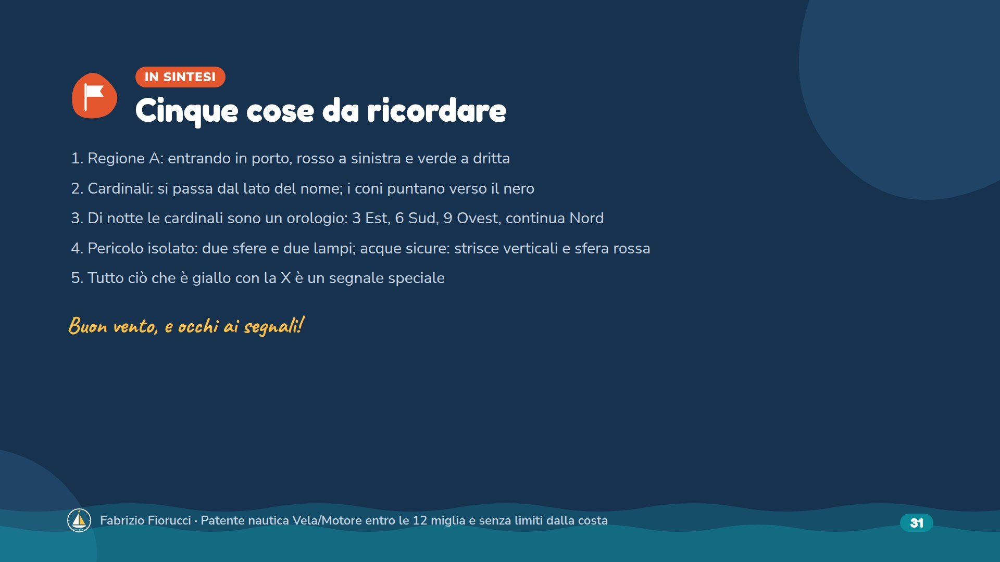 IN SINTESI
Cinque cose da ricordare
1. Regione A: entrando in porto, rosso a sinistra e verde a dritta
2. Cardinali: si passa dal lato del nome; i coni puntano verso il nero
3. Di notte le cardinali sono un orologio: 3 Est, 6 Sud, 9 Ovest, continua Nord
4. Pericolo isolato: due sfere e due lampi; acque sicure: strisce verticali e sfera rossa
5. Tutto ciò che è giallo con la X è un segnale speciale
Buon vento, e occhi ai segnali!
Fabrizio Fiorucci · Patente nautica Vela/Motore entro le 12 miglia e senza limiti dalla costa
31